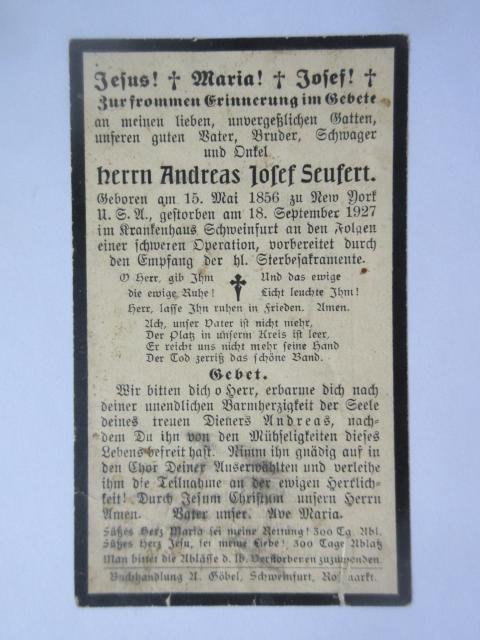 Jesus! † Maria! † Josef! †
Zur frommen Erinnerung im Gebete
an meinen lieben, unvergeßlichen Gatten,
unseren guten Vater, Bruder, Schwager
und Onkel
Herrn Andreas Josef Seufert.
Geboren am 15. Mai 1856 zu New York
U. S. A., gestorben am 18. September 1927
im Krankenhaus Schweinfurt an den Folgen
einer schweren Operation, vorbereitet durch
den Empfang der hl. Sterbesakramente.
O Herr, gib Ihm † Und das ewige
die ewige Ruhe! Licht leuchte Ihm!
Herr, lasse Ihn ruhen in Frieden. Amen.
Ach, unser Vater ist nicht mehr,
Der Platz in unserm Kreis ist leer,
Er reicht uns nicht mehr seine Hand
Der Tod zerriß das schöne Band.
Gebet.
Wir bitten dich o Herr, erbarme dich nach
deiner unendlichen Barmherzigkeit der Seele
deines treuen Dieners Andreas, nach-
dem Du ihn von den Mühseligkeiten dieses
Lebens befreit hast. Nimm ihn gnädig auf in
den Chor Deiner Auserwählten und verleihe
ihm die Teilnahme an der ewigen Herrlich-
keit! Durch Jesum Christum unsern Herrn
Amen. Vater unser. Ave Maria.
Süßes Herz Maria sei meine Rettung! 300 Tg. Abl.
Süßes Herz Jesu, sei meine Liebe! 300 Tage Ablaß
Man bittet die Ablässe d. lb. Verstorbenen zuzuwenden.
Buchhandlung A. Göbel, Schweinfurt,